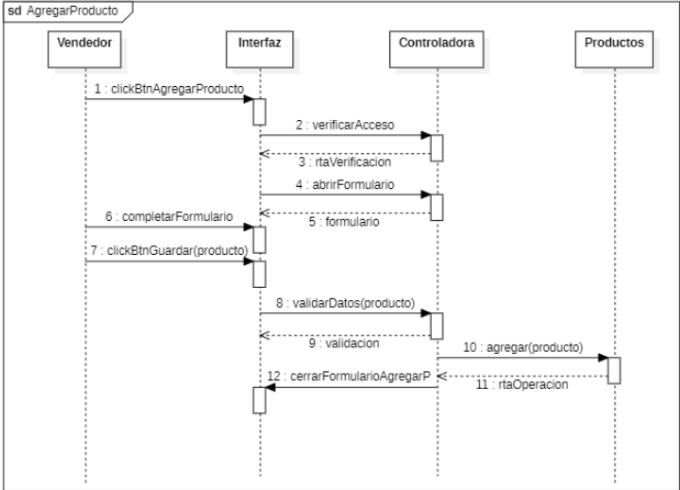 sd AgregarProducto
Vendedor
Interfaz
Controladora
Productos
1 : clickBtnAgregarProducto
2 : verificarAcceso
3 : rtaVerificacion
4 : abrirFormulario
5 : formulario
6 : completarFormulario
7 : clickBtnGuardar(producto)
8 : validarDatos(producto)
9 : validacion
10 : agregar(producto)
11 : rtaOperacion
12 : cerrarFormularioAgregarP